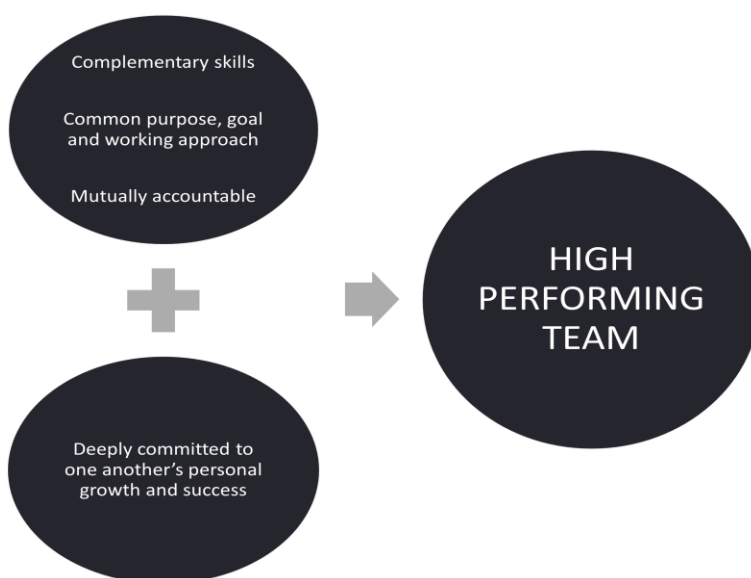 Complementary skills
Common purpose, goal
and working approach
Mutually accountable
Deeply committed to
one another’s personal
growth and success
HIGH
PERFORMING
TEAM